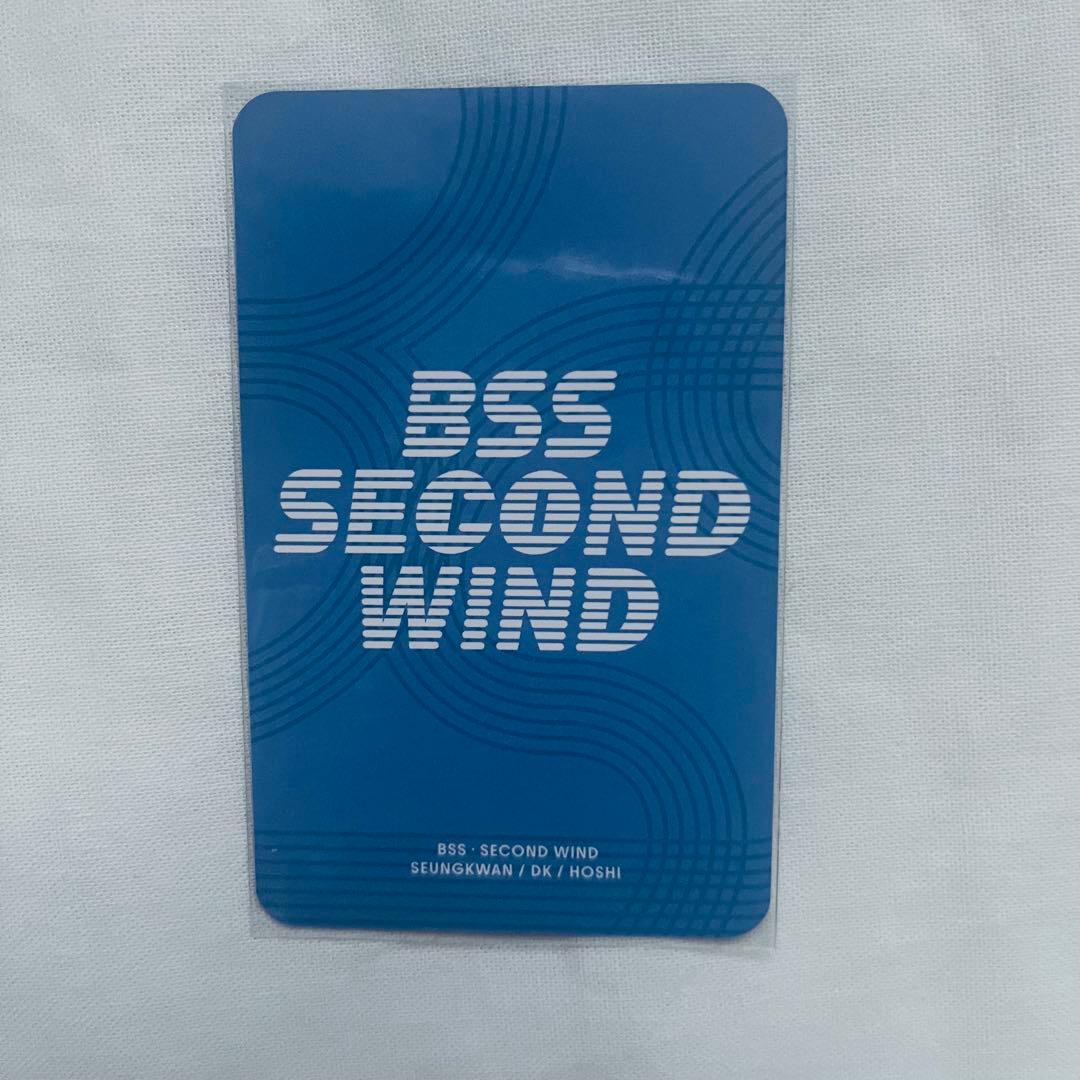 BSS
SECOND
WIND
BSS · SECOND WIND
SEUNGKWAN / DK / HOSHI